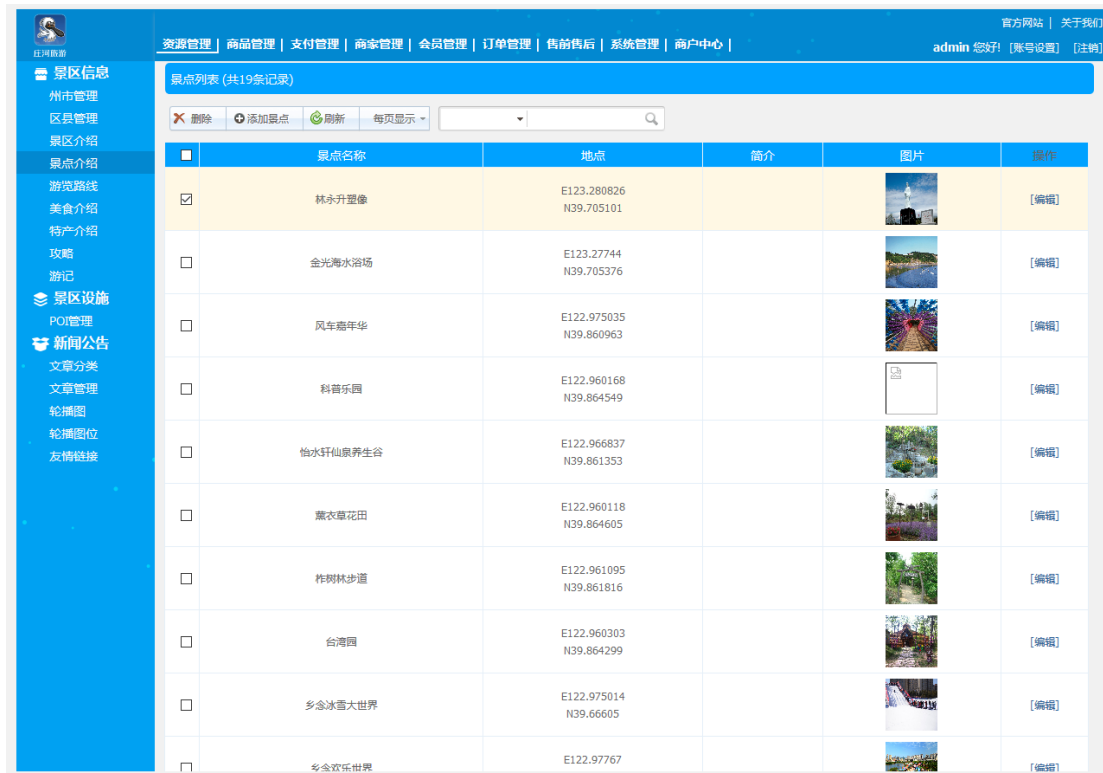 官方网站 | 关于我们
庄河旅游
资源管理 | 商品管理 | 支付管理 | 商家管理 | 会员管理 | 订单管理 | 售前售后 | 系统管理 | 商户中心 |
admin 您好! [账号设置] [注销]
景区信息
州市管理
区县管理
景区介绍
景点介绍
游览路线
美食介绍
特产介绍
攻略
游记
景区设施
POI管理
新闻公告
文章分类
文章管理
轮播图
轮播图位
友情链接
景点列表 (共19条记录)
删除 添加景点 刷新 每页显示
景点名称 地点 简介 图片 操作
林永升塑像 E123.280826 N39.705101 [编辑]
金光海水浴场 E123.27744 N39.705376 [编辑]
风车嘉年华 E122.975035 N39.860963 [编辑]
科普乐园 E122.960168 N39.864549 [编辑]
怡水轩仙泉养生谷 E122.966837 N39.861353 [编辑]
薰衣草花田 E122.960118 N39.864605 [编辑]
柞树林步道 E122.961095 N39.861816 [编辑]
台湾园 E122.960303 N39.864299 [编辑]
乡念冰雪大世界 E122.975014 N39.66605 [编辑]
乡念欢乐世界 E122.97767 [编辑]